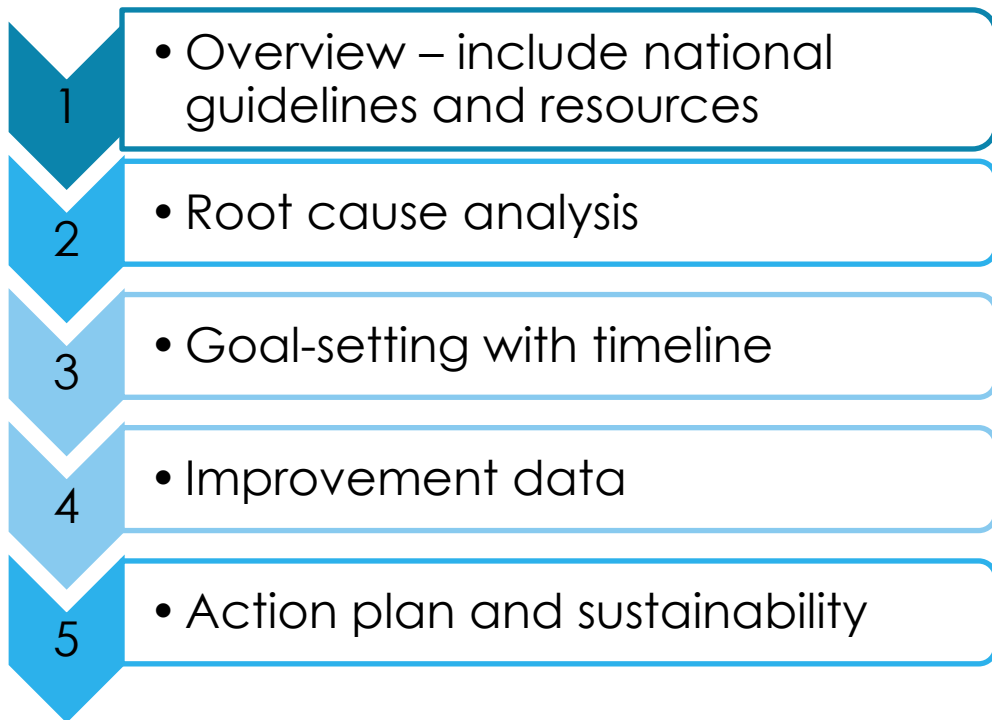 1
• Overview – include national
guidelines and resources
2
• Root cause analysis
3
• Goal-setting with timeline
4
• Improvement data
5
• Action plan and sustainability